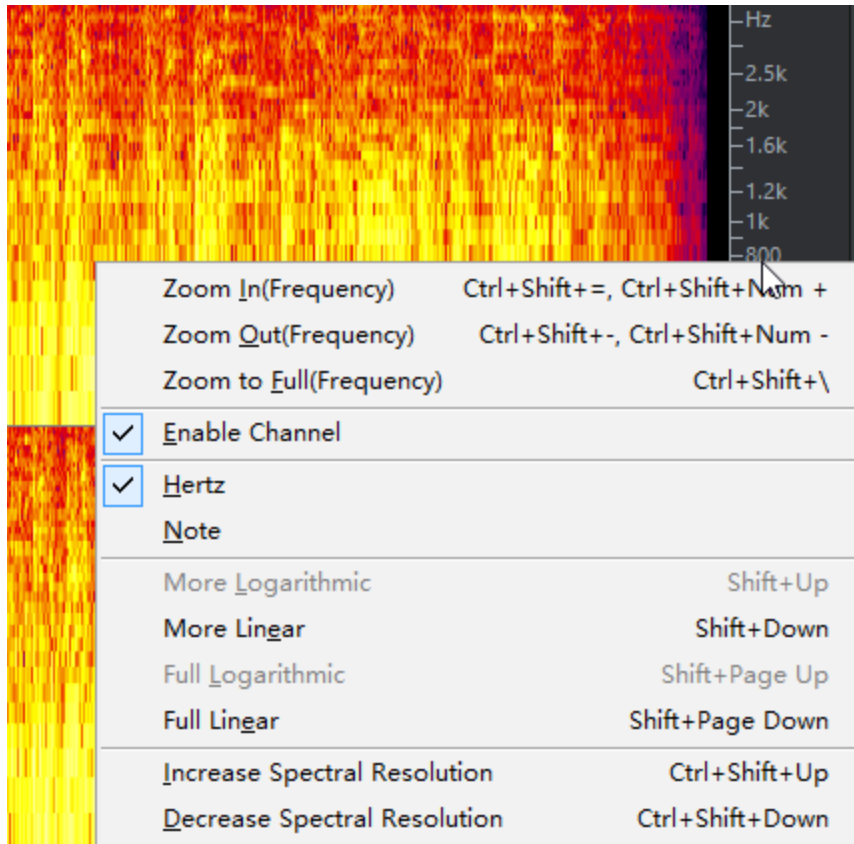 Hz
2.5k
2k
1.6k
1.2k
1k
800
Zoom In(Frequency) Ctrl+Shift+=, Ctrl+Shift+Num +
Zoom Out(Frequency) Ctrl+Shift+-, Ctrl+Shift+Num -
Zoom to Full(Frequency) Ctrl+Shift+\
Enable Channel
Hertz
Note
More Logarithmic Shift+Up
More Linear Shift+Down
Full Logarithmic Shift+Page Up
Full Linear Shift+Page Down
Increase Spectral Resolution Ctrl+Shift+Up
Decrease Spectral Resolution Ctrl+Shift+Down